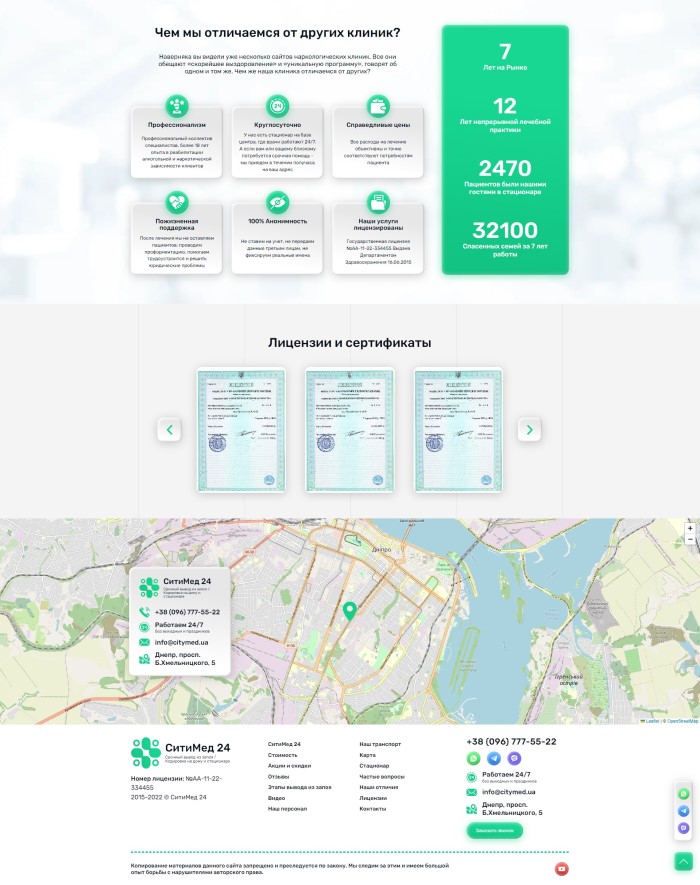 Чем мы отличаемся от других клиник?
Наверняка вы видели уже несколько сайтов наркологических клиник. Все они
обещают «скорейшее выздоровление» и «уникальную программу», говорят об
одном и том же. Чем же наша клиника отличается от других?
Профессионализм
Профессиональный коллектив
специалистов, более 18 лет
опыта в реабилитации
алкогольной и наркотической
зависимости клиентов
Круглосуточно
У нас есть стационар на базе
центра, где врачи работают 24/7.
А если вам или вашему близкому
потребуется срочная помощь -
мы приедем в течении получаса
на ваш адрес
Справедливые цены
Все расходы на лечение
объективны и точно
соответствуют потребностям
пациента
Пожизненная
поддержка
После лечения мы не оставляем
пациентов: проводим
профориентацию, помогаем
трудоустроится и решить
юридические проблемы
100% Анонимность
Не ставим на учет, не передаем
данные третьим лицам, не
фиксируем реальные имена
Наши услуги
лицензированы
Государственная лицензия
№АА-11-22-334455 Выдана
Департаментом
Здравоохранения 16.06.2015
7
Лет на Рынке
12
Лет непрерывной лечебной
практики
2470
Пациентов были нашими
гостями в стационаре
32100
Спасенных семей за 7 лет
работы
Лицензии и сертификаты
Дніпро
+
−
СитиМед 24
Срочный вывод из запоя /
Кодировка на дому и
стационаре
+38 (096) 777-55-22
Работаем 24/7
без выходных и праздников
info@citymed.ua
Днепр, просп.
Б.Хмельницкого, 5
Leaflet | © OpenStreetMap
СитиМед 24
Срочный вывод из запоя /
Кодировка на дому и стационаре
Номер лицензии: №АА-11-22-
334455
2015-2022 © СитиМед 24
СитиМед 24
Стоимость
Акции и скидки
Отзывы
Этапы вывода из запоя
Видео
Наш персонал
Наш транспорт
Карта
Стационар
Частые вопросы
Наши отличия
Лицензии
Контакты
+38 (096) 777-55-22
Работаем 24/7
без выходных и праздников
info@citymed.ua
Днепр, просп.
Б.Хмельницкого, 5
Заказать звонок
Копирование материалов данного сайта запрещено и преследуется по закону. Мы следим за этим и имеем большой
опыт борьбы с нарушителями авторского права.